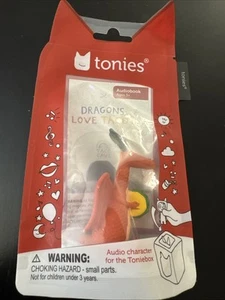 tonies®
tonies®
Audiobook
DRAGONS
LOVE
WARNING:
CHOKING HAZARD - small parts.
Not for children under 3 years.
Audio character
for the Toniebox